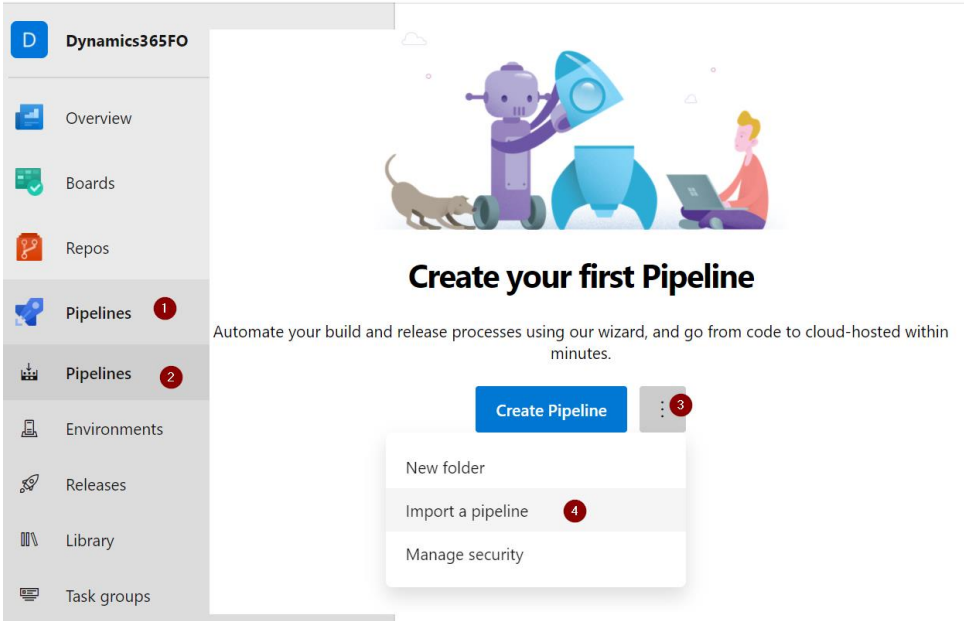 D Dynamics365FO
Overview
Boards
Repos
Pipelines 1
Pipelines 2
Environments
Releases
Library
Task groups
Create your first Pipeline
Automate your build and release processes using our wizard, and go from code to cloud-hosted within
minutes.
Create Pipeline
3
New folder
Import a pipeline 4
Manage security